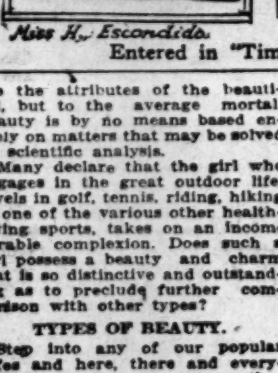 Miss H., Escondido.
Entered in "Tim
the attributes of the beauti-
, but to the average mortal
auty is by no means based en-
ely on matters that may be solved
scientific analysis.
Many declare that the girl who
gages in the great outdoor life
vels in golf, tennis, riding, hiking
one of the various other health-
ring sports, takes on an incom-
rable complexion. Does such a
l possess a beauty and charm
at is so distinctive and outstand-
g as to preclude further com-
rison with other types?
TYPES OF BEAUTY.
Step into any of our popular
fes and here, there and every-